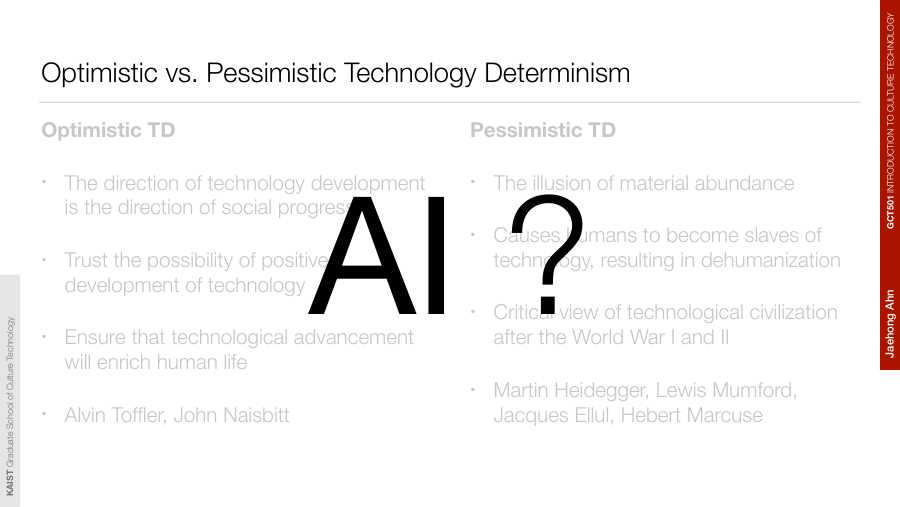 Optimistic vs. Pessimistic Technology Determinism
Optimistic TD
• The direction of technology development
is the direction of social progress
• Trust the possibility of positive
development of technology
• Ensure that technological advancement
will enrich human life
• Alvin Toffler, John Naisbitt
Pessimistic TD
• The illusion of material abundance
• Causes humans to become slaves of
technology, resulting in dehumanization
• Critical view of technological civilization
after the World War I and II
• Martin Heidegger, Lewis Mumford,
Jacques Ellul, Hebert Marcuse
AI ?
GCT501 INTRODUCTION TO CULTURE TECHNOLOGY
Jaehong Ahn
KAIST Graduate School of Culture Technology